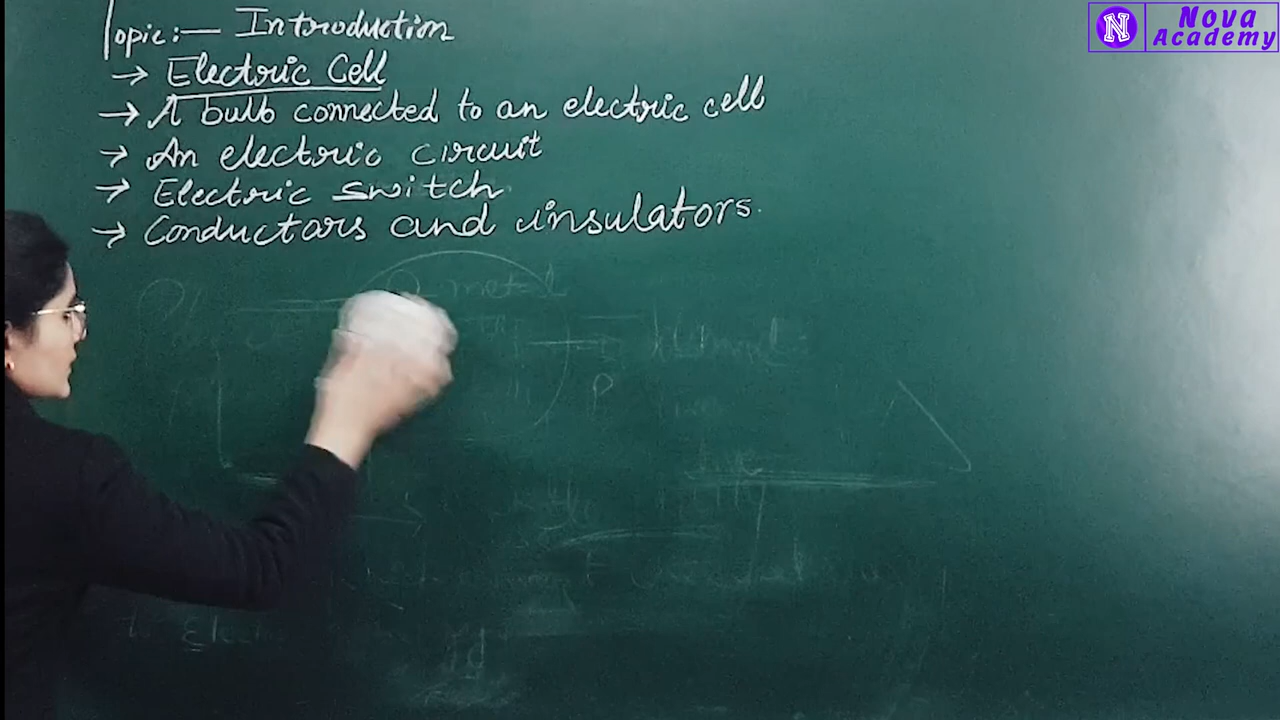 Topic:— Introduction
→ Electric Cell
→ A bulb connected to an electric cell
→ An electric circuit
→ Electric switch
→ Conductors and insulators.
Nova
Academy
N